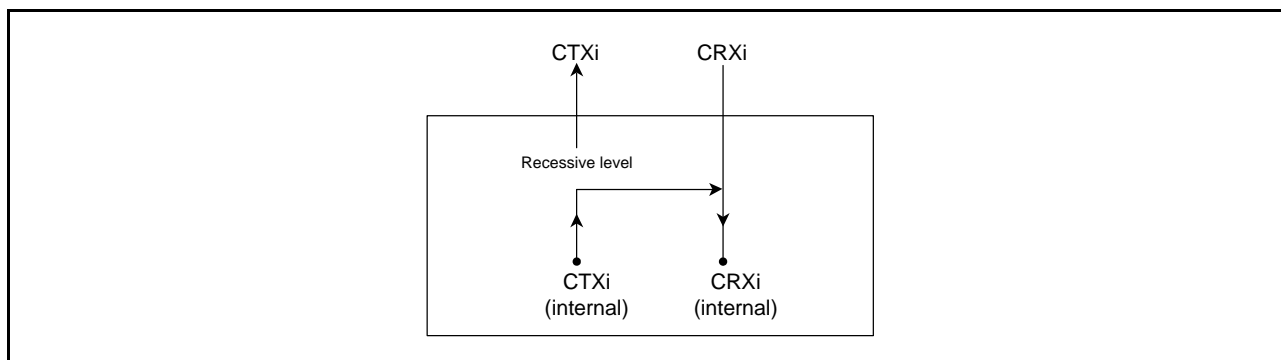 CTXi CRXi
Recessive level
CTXi CRXi
(internal) (internal)